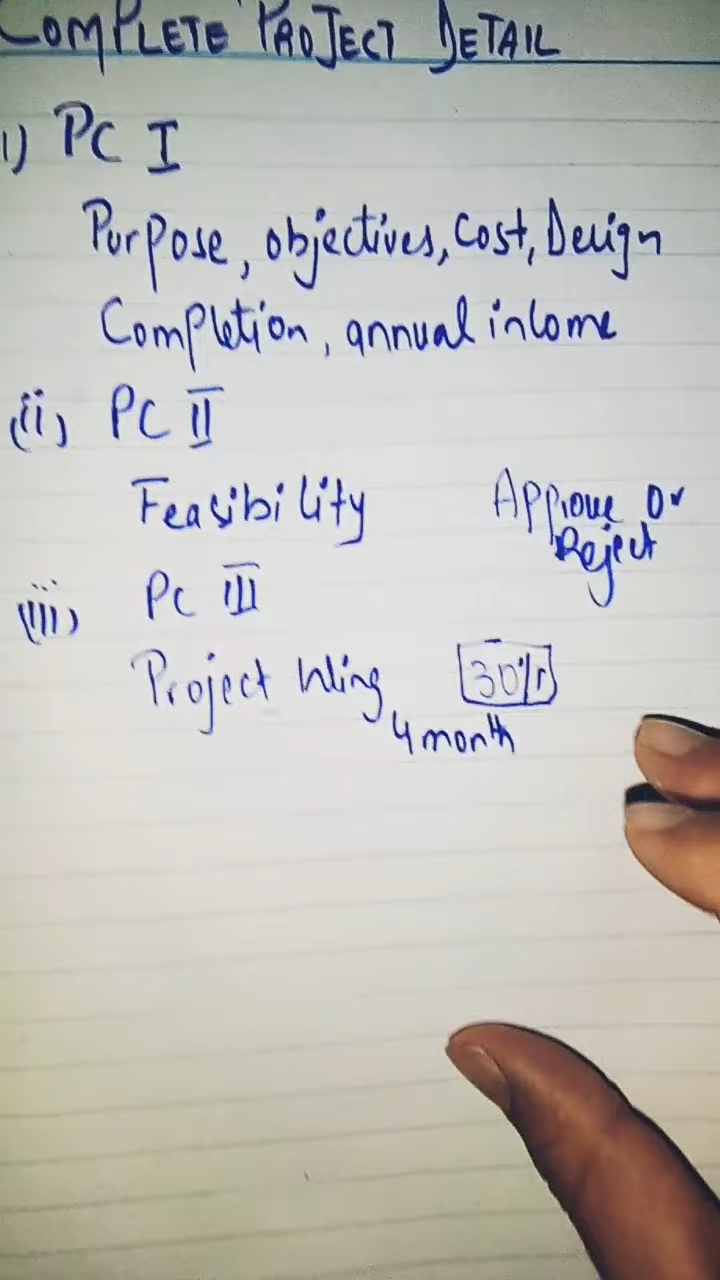 COMPLETE PROJECT DETAIL
1) PC I
Purpose, objectives, Cost, Design
Completion, annual income
(ii) PC II
Feasibility Approve or
Reject
(iii) PC III
Project 30%
4 month